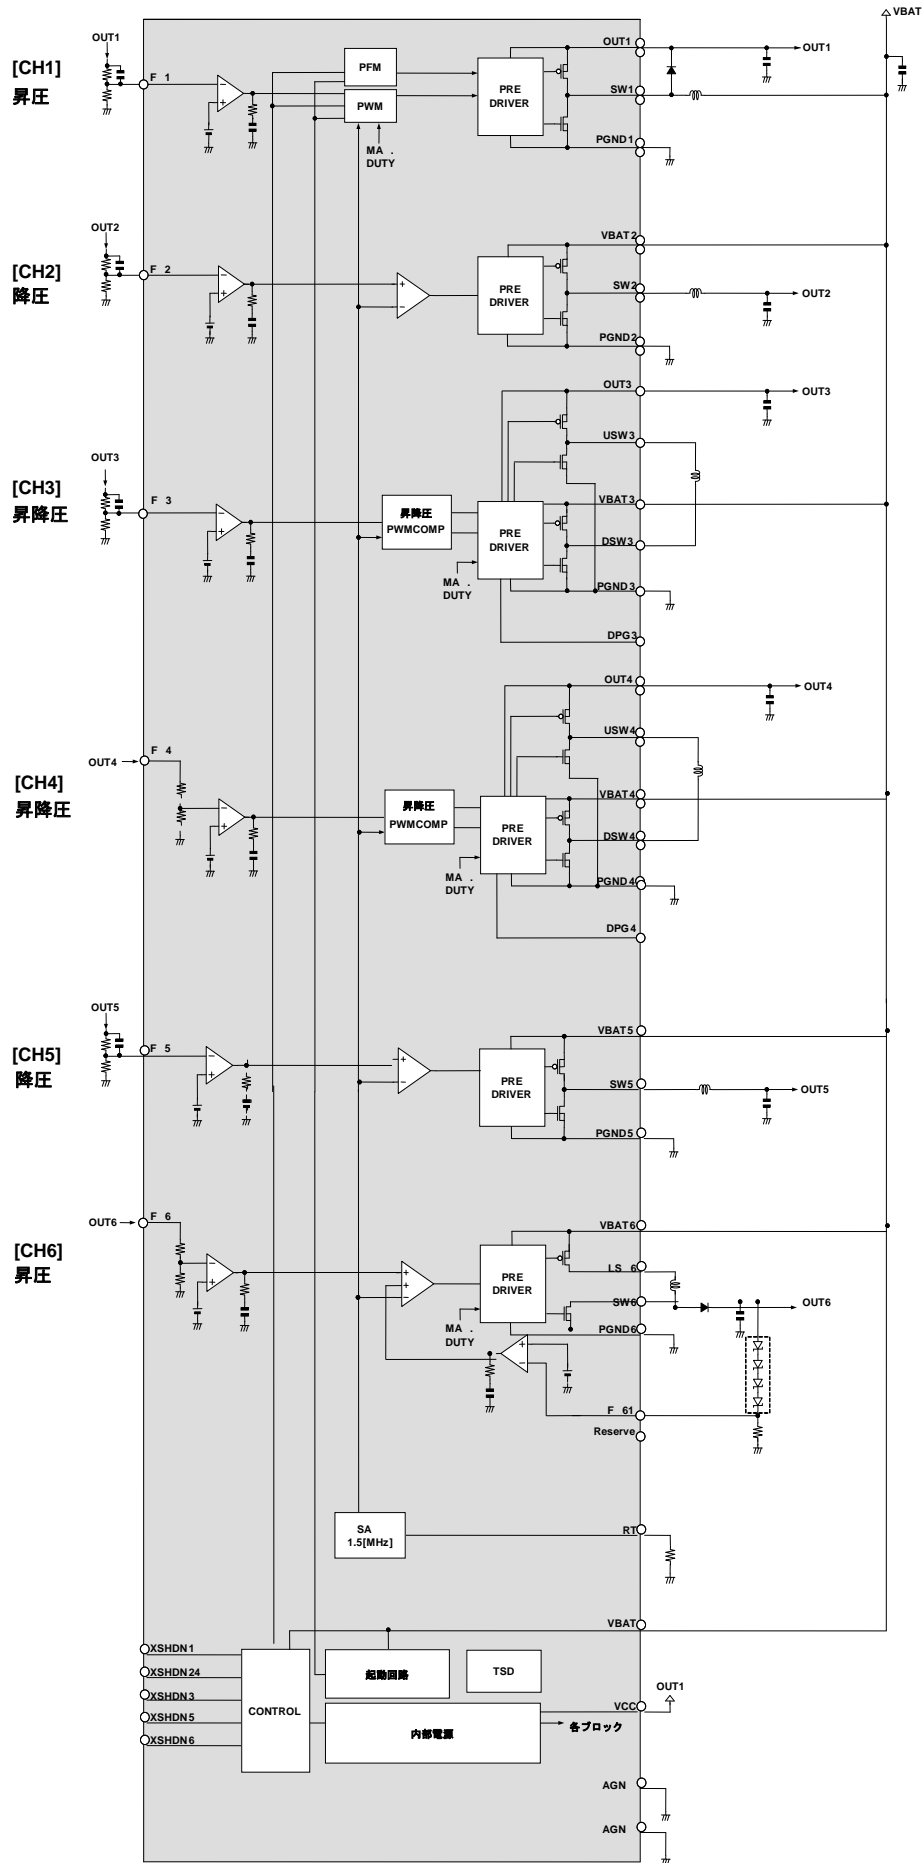 VBAT
OUT1
[CH1]
昇圧
F 1
PFM
PWM
MA .
DUTY
PRE
DRIVER
OUT1
SW1
PGND1
OUT1
OUT2
[CH2]
降圧
F 2
PRE
DRIVER
VBAT2
SW2
PGND2
OUT2
OUT3
[CH3]
昇降圧
F 3
昇降圧
PWMCOMP
MA .
DUTY
PRE
DRIVER
OUT3
USW3
VBAT3
DSW3
PGND3
DPG3
OUT3
[CH4]
昇降圧
OUT4
F 4
昇降圧
PWMCOMP
MA .
DUTY
PRE
DRIVER
OUT4
USW4
VBAT4
DSW4
PGND4
DPG4
OUT4
OUT5
[CH5]
降圧
F 5
PRE
DRIVER
VBAT5
SW5
PGND5
OUT5
OUT6
[CH6]
昇圧
F 6
MA .
DUTY
PRE
DRIVER
VBAT6
LS 6
SW6
PGND6
OUT6
F 61
Reserve
SA
1.5[MHz]
RT
VBAT
XSHDN1
XSHDN24
XSHDN3
XSHDN5
XSHDN6
CONTROL
起動回路
TSD
内部電源
各ブロック
VCC
OUT1
AGN
AGN